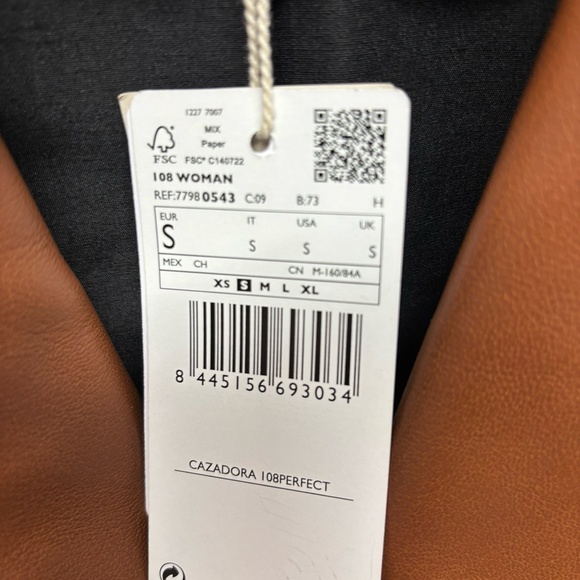 1227 7007
MIX
Paper
FSC FSC® C140722
108 WOMAN
REF:7798 0543 C:09 B:73 H
EUR IT USA UK
S S S S
MEX CH CN M-160/84A
XS S M L XL
8 445156 693034
CAZADORA 108PERFECT